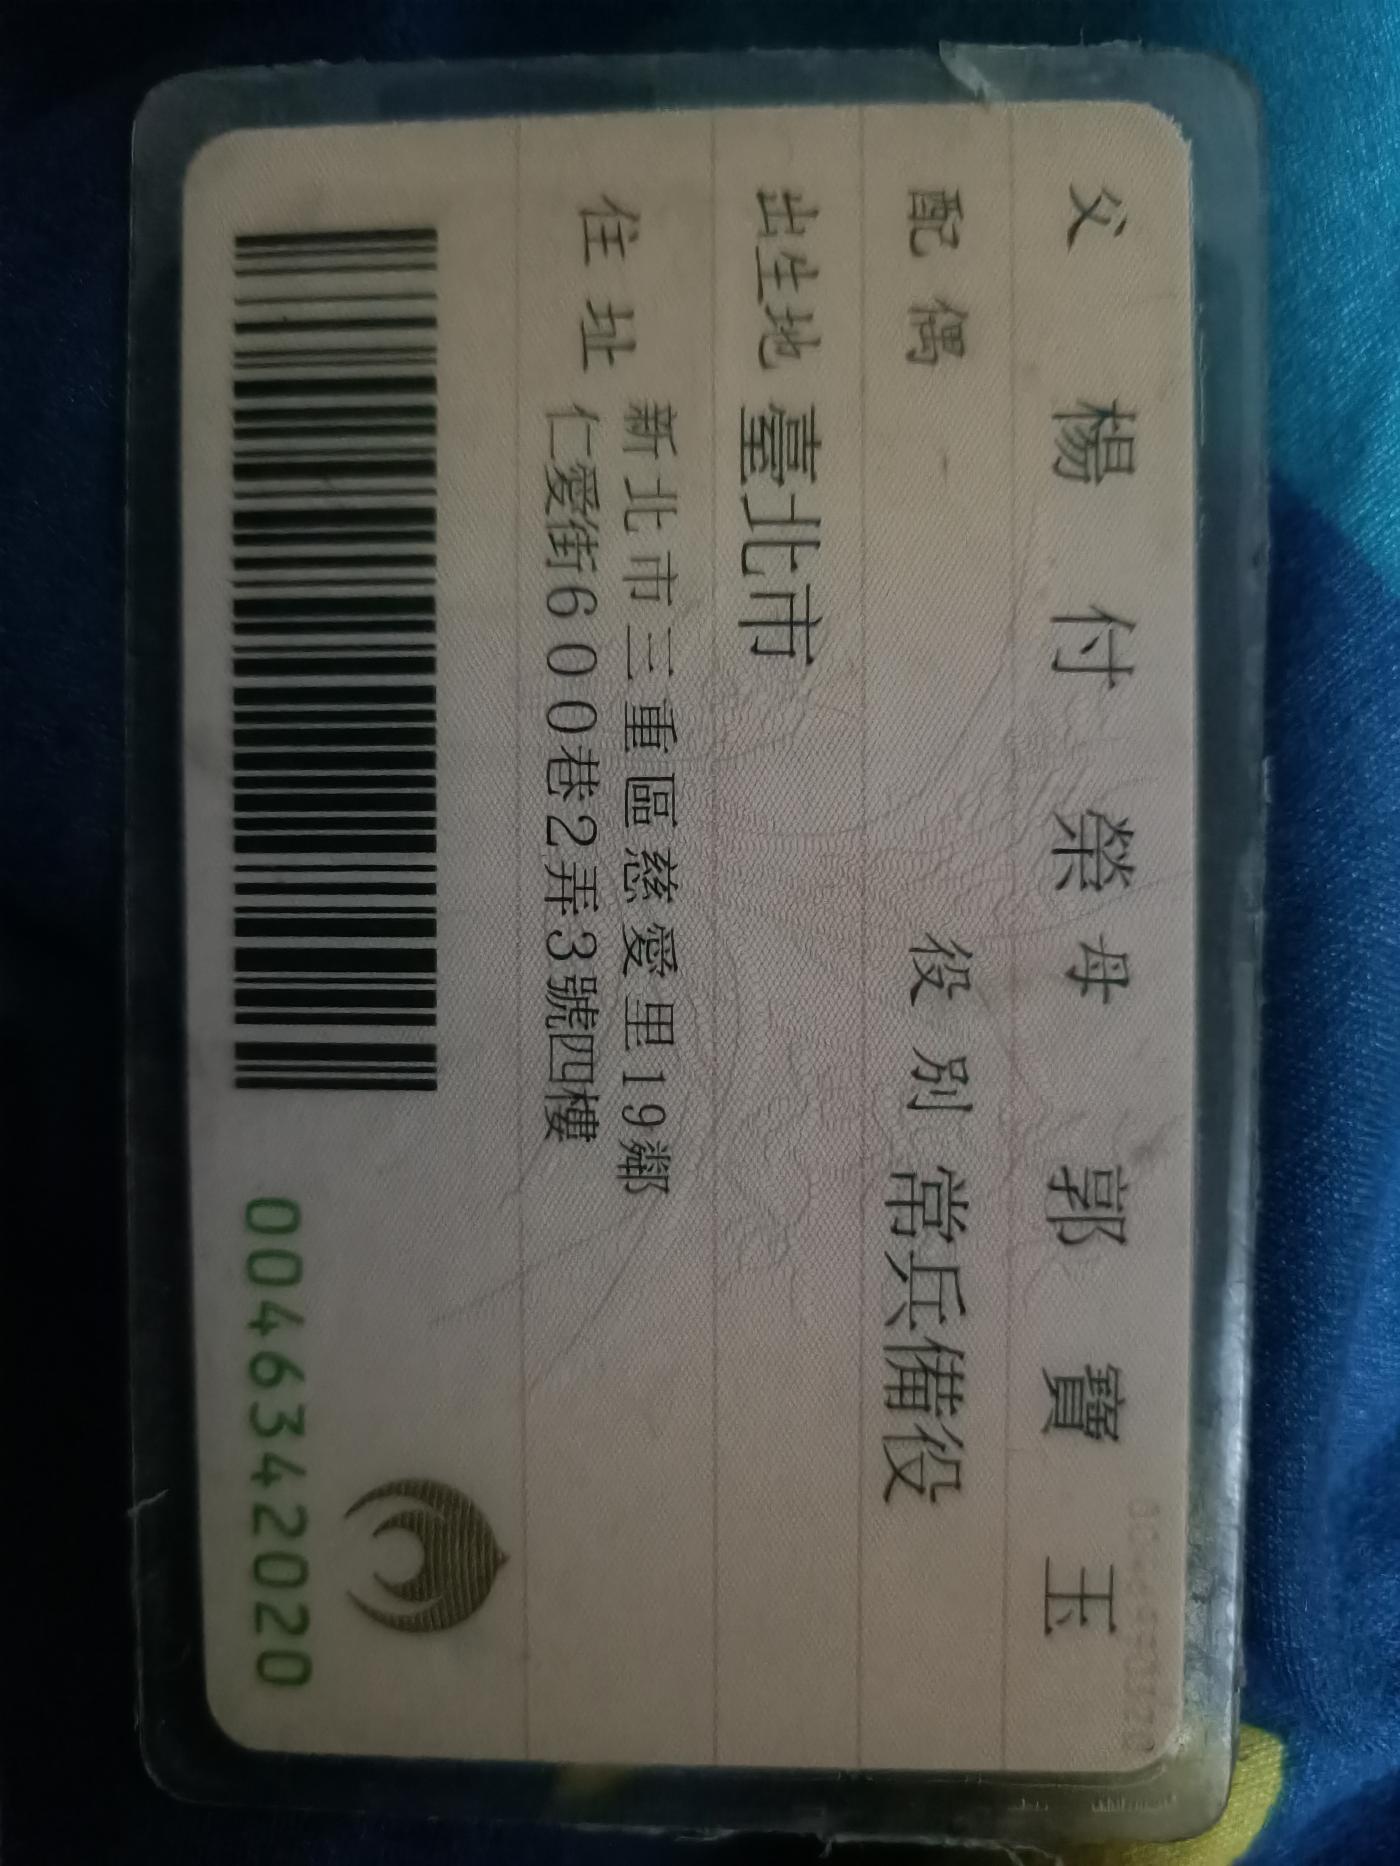 父 楊付榮 母 郭寶玉
配偶 役別 常兵備役
出生地 臺北市
住址 新北市三重區慈愛里19鄰
仁愛街600巷2弄3號四樓
0046342020